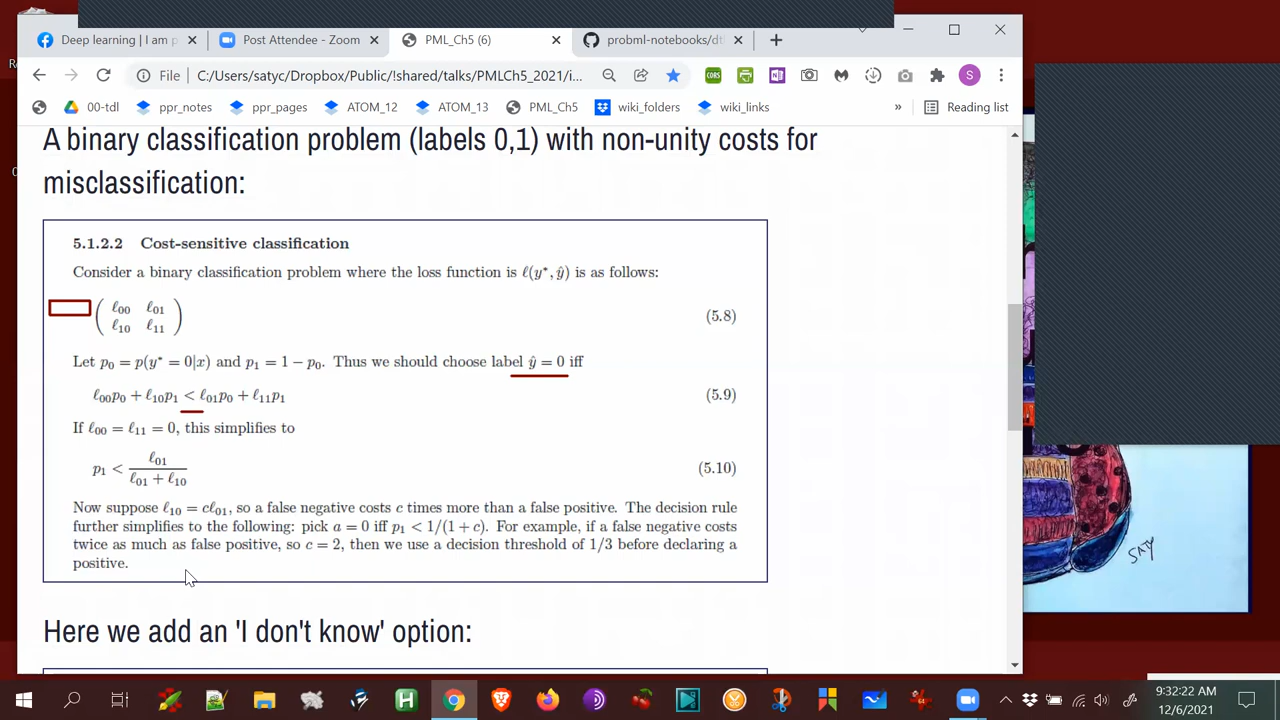 Deep learning | I am p
Post Attendee - Zoom
PML_Ch5 (6)
probml-notebooks/dt
File
C:/Users/satyc/Dropbox/Public/!shared/talks/PMLCh5_2021/i...
CORS
S
00-tdl
ppr_notes
ppr_pages
ATOM_12
ATOM_13
PML_Ch5
wiki_folders
wiki_links
»
Reading list
A binary classification problem (labels 0,1) with non-unity costs for
misclassification:
5.1.2.2 Cost-sensitive classification
Consider a binary classification problem where the loss function is ℓ(y*, ŷ) is as follows:
( ℓ00 ℓ01
ℓ10 ℓ11 ) (5.8)
Let p0 = p(y* = 0|x) and p1 = 1 − p0. Thus we should choose label ŷ = 0 iff
ℓ00p0 + ℓ10p1 < ℓ01p0 + ℓ11p1 (5.9)
If ℓ00 = ℓ11 = 0, this simplifies to
p1 < ℓ01 / (ℓ01 + ℓ10) (5.10)
Now suppose ℓ10 = cℓ01, so a false negative costs c times more than a false positive. The decision rule
further simplifies to the following: pick a = 0 iff p1 < 1/(1 + c). For example, if a false negative costs
twice as much as false positive, so c = 2, then we use a decision threshold of 1/3 before declaring a
positive.
Here we add an 'I don't know' option:
SATY
9:32:22 AM
12/6/2021